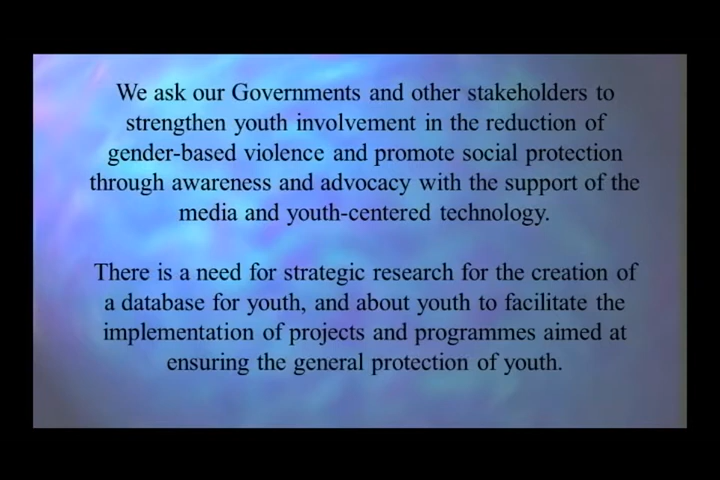 We ask our Governments and other stakeholders to
strengthen youth involvement in the reduction of
gender-based violence and promote social protection
through awareness and advocacy with the support of the
media and youth-centered technology.
There is a need for strategic research for the creation of
a database for youth, and about youth to facilitate the
implementation of projects and programmes aimed at
ensuring the general protection of youth.